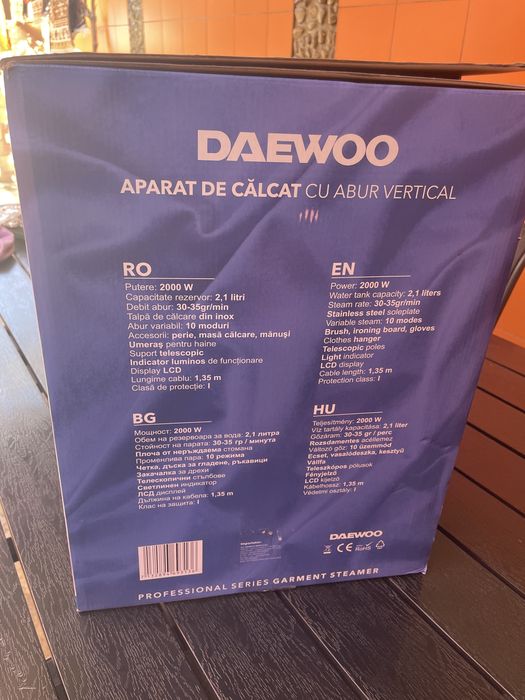 DAEWOO
APARAT DE CĂLCAT CU ABUR VERTICAL
RO
Putere: 2000 W
Capacitate rezervor: 2,1 litri
Debit abur: 30-35gr/min
Talpă de călcare din inox
Abur variabil: 10 moduri
Accesorii: perie, masă călcare, mănuși
Umeraș pentru haine
Suport telescopic
Indicator luminos de funcționare
Display LCD
Lungime cablu: 1,35 m
Clasă de protecție: I
EN
Power: 2000 W
Water tank capacity: 2,1 liters
Steam rate: 30-35gr/min
Stainless steel soleplate
Variable steam: 10 modes
Brush, ironing board, gloves
Clothes hanger
Telescopic poles
Light indicator
LCD display
Cable length: 1,35 m
Protection class: I
BG
Мощност: 2000 W
Обем на резервоара за вода: 2,1 литра
Стойност на парата: 30-35 гр / минута
Плоча от неръждаема стомана
Променлива пара: 10 режима
Четка, дъска за гладене, ръкавици
Закачалка за дрехи
Телескопични стълбове
Светлинен индикатор
ЛСД дисплей
Дължина на кабела: 1,35 m
Клас на защита: I
HU
Teljesítmény: 2000 W
Víz tartály kapacitása: 2,1 liter
Gőzáram: 30-35 gr / perc
Rozsdamentes acéllemez
Változó gőz: 10 üzemmód
Ecset, vasalódeszka, kesztyű
Vállfa
Teleszkópos pólusok
Fényjelző
LCD kijelző
Kábelhossz: 1,35 m
Védelmi osztály: I
DAEWOO
CE RoHS
PROFESSIONAL SERIES GARMENT STEAMER